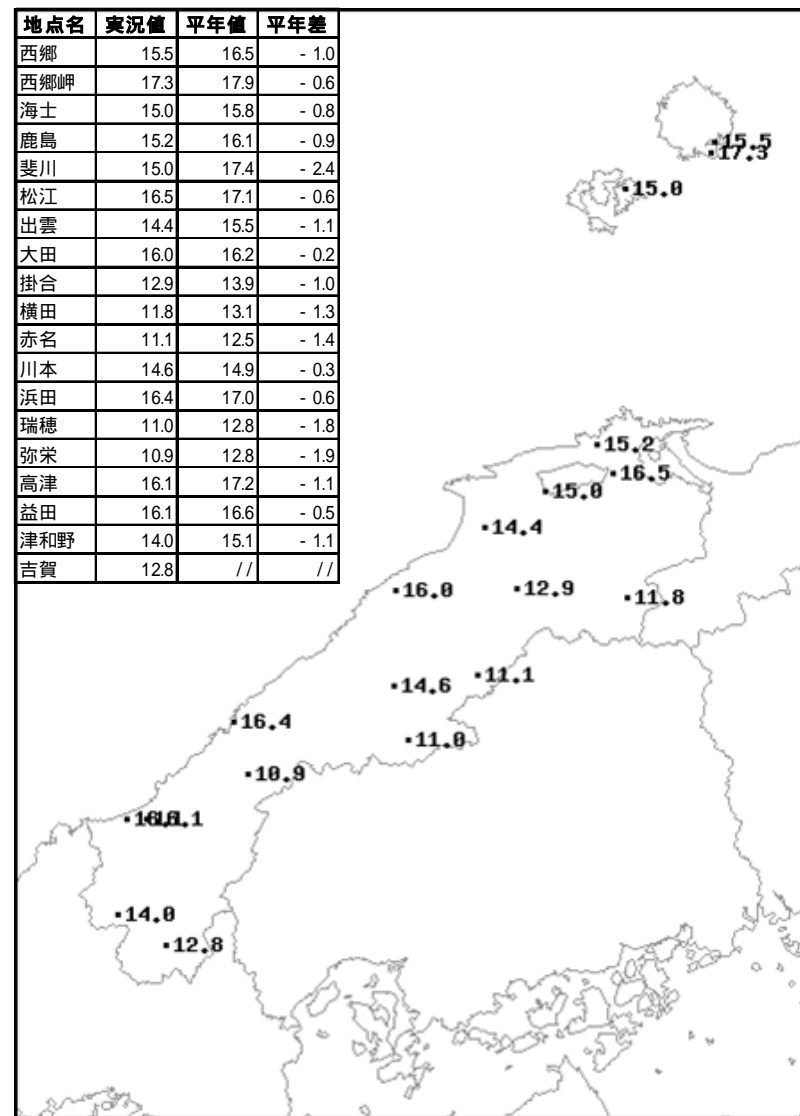 地点名 実況値 平年値 平年差
西郷 15.5 16.5 - 1.0
西郷岬 17.3 17.9 - 0.6
海士 15.0 15.8 - 0.8
鹿島 15.2 16.1 - 0.9
斐川 15.0 17.4 - 2.4
松江 16.5 17.1 - 0.6
出雲 14.4 15.5 - 1.1
大田 16.0 16.2 - 0.2
掛合 12.9 13.9 - 1.0
横田 11.8 13.1 - 1.3
赤名 11.1 12.5 - 1.4
川本 14.6 14.9 - 0.3
浜田 16.4 17.0 - 0.6
瑞穂 11.0 12.8 - 1.8
弥栄 10.9 12.8 - 1.9
高津 16.1 17.2 - 1.1
益田 16.1 16.6 - 0.5
津和野 14.0 15.1 - 1.1
吉賀 12.8 // //
15.5
17.3
15.0
15.2
16.5
15.0
14.4
16.0
12.9
11.8
11.1
14.6
16.4
11.0
10.9
16.1
14.0
12.8